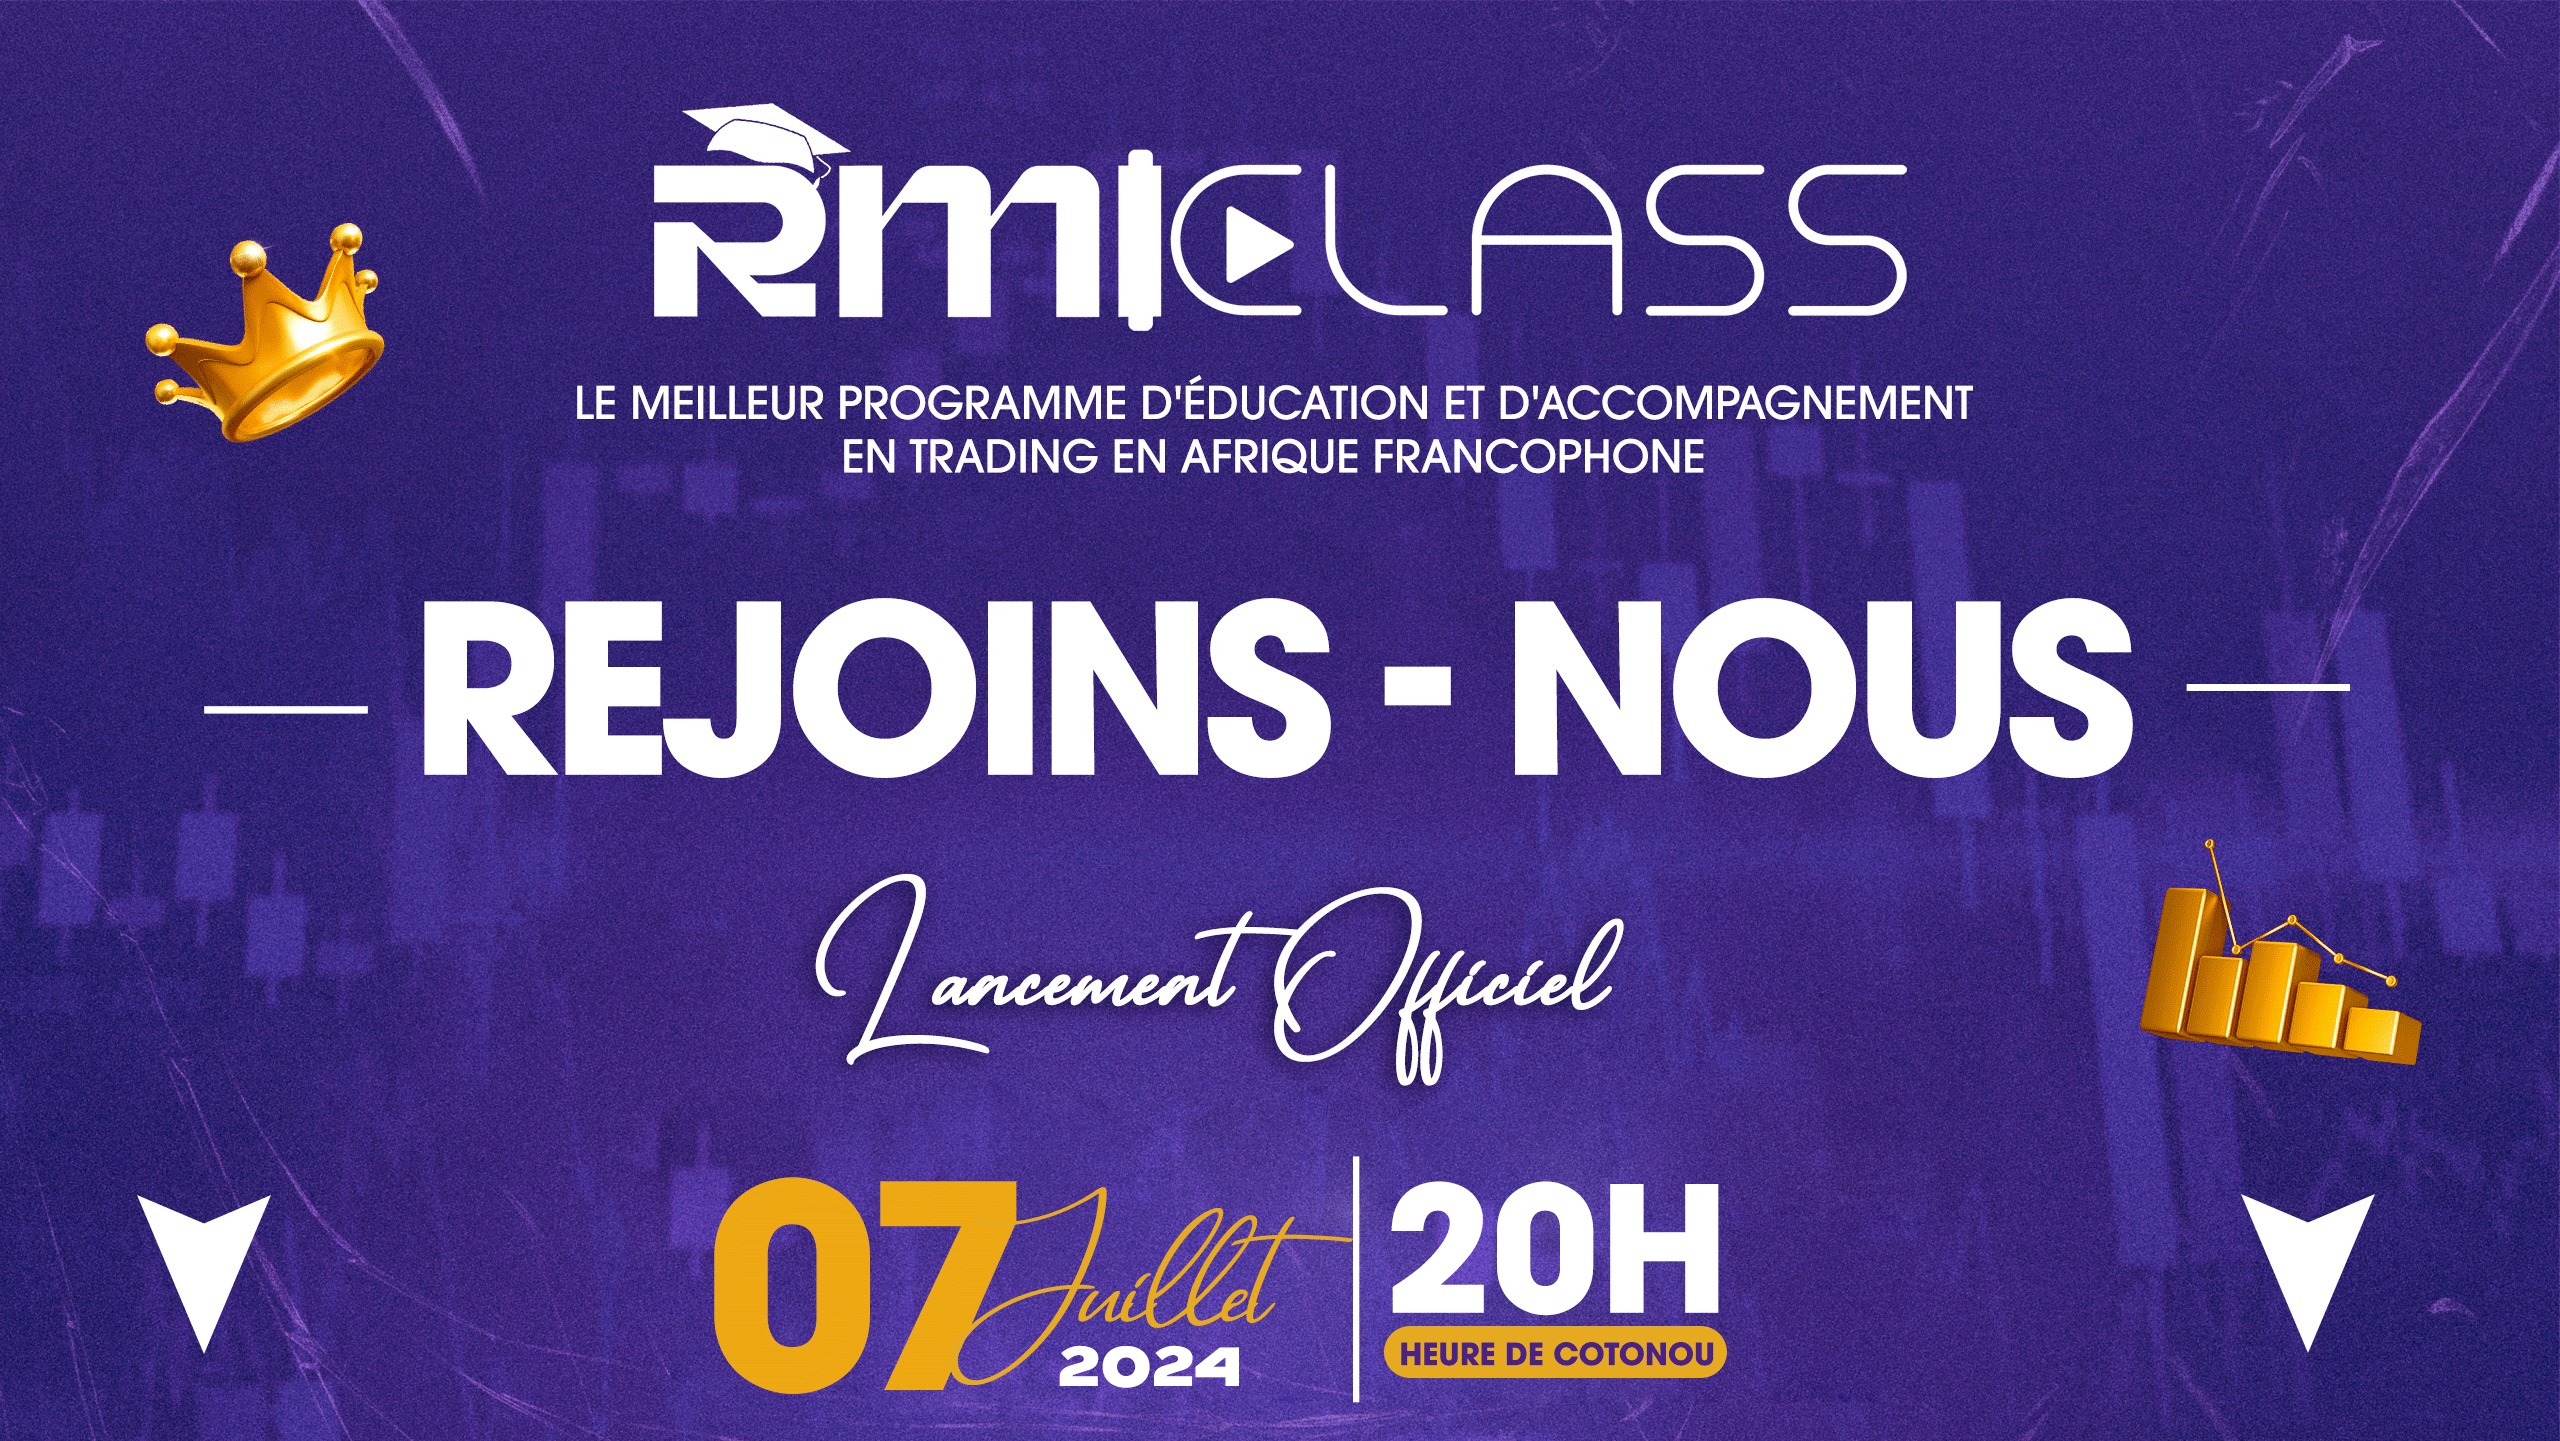 RMI CLASS
LE MEILLEUR PROGRAMME D'ÉDUCATION ET D'ACCOMPAGNEMENT
EN TRADING EN AFRIQUE FRANCOPHONE
REJOINS - NOUS
Lancement Officiel
07 Juillet
2024
20H
HEURE DE COTONOU